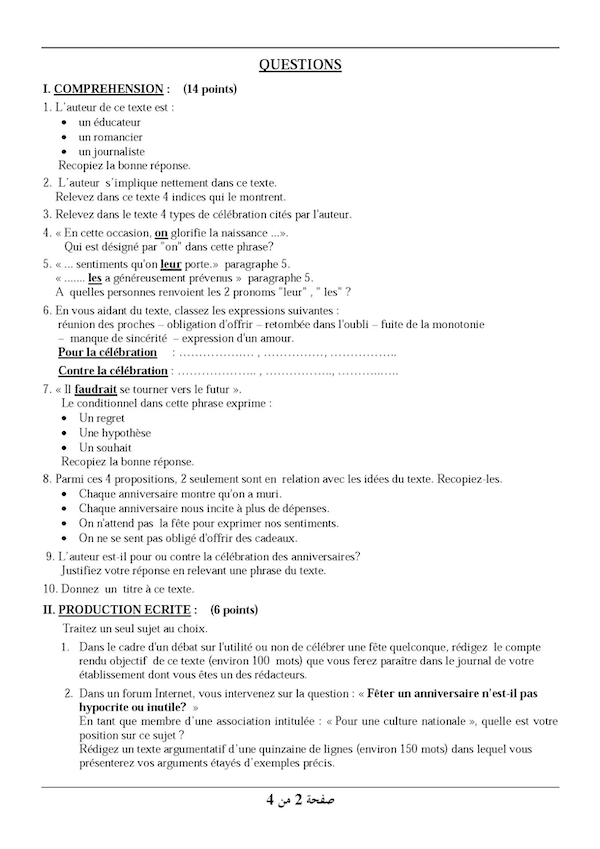 QUESTIONS
I. COMPREHENSION : (14 points)
1. L'auteur de ce texte est :
• un éducateur
• un romancier
• un journaliste
Recopiez la bonne réponse.
2. L'auteur s'implique nettement dans ce texte.
Relevez dans ce texte 4 indices qui le montrent.
3. Relevez dans le texte 4 types de célébration cités par l'auteur.
4. « En cette occasion, on glorifie la naissance ...».
Qui est désigné par "on" dans cette phrase?
5. « ... sentiments qu'on leur porte.» paragraphe 5.
« ....... les a généreusement prévenus » paragraphe 5.
A quelles personnes renvoient les 2 pronoms "leur" , " les" ?
6. En vous aidant du texte, classez les expressions suivantes :
réunion des proches – obligation d'offrir – retombée dans l'oubli – fuite de la monotonie
– manque de sincérité – expression d'un amour.
Pour la célébration : ……………….… , ……………, ……………..
Contre la célébration : ……………….. , …………….., ………..…..
7. « Il faudrait se tourner vers le futur ».
Le conditionnel dans cette phrase exprime :
• Un regret
• Une hypothèse
• Un souhait
Recopiez la bonne réponse.
8. Parmi ces 4 propositions, 2 seulement sont en relation avec les idées du texte. Recopiez-les.
• Chaque anniversaire montre qu'on a muri.
• Chaque anniversaire nous incite à plus de dépenses.
• On n'attend pas la fête pour exprimer nos sentiments.
• On ne se sent pas obligé d'offrir des cadeaux.
9. L'auteur est-il pour ou contre la célébration des anniversaires?
Justifiez votre réponse en relevant une phrase du texte.
10. Donnez un titre à ce texte.
II. PRODUCTION ECRITE : (6 points)
Traitez un seul sujet au choix.
1. Dans le cadre d'un débat sur l'utilité ou non de célébrer une fête quelconque, rédigez le compte
rendu objectif de ce texte (environ 100 mots) que vous ferez paraître dans le journal de votre
établissement dont vous êtes un des rédacteurs.
2. Dans un forum Internet, vous intervenez sur la question : « Fêter un anniversaire n'est-il pas
hypocrite ou inutile? »
En tant que membre d'une association intitulée : « Pour une culture nationale », quelle est votre
position sur ce sujet ?
Rédigez un texte argumentatif d'une quinzaine de lignes (environ 150 mots) dans lequel vous
présenterez vos arguments étayés d'exemples précis.
صفحة 2 من 4